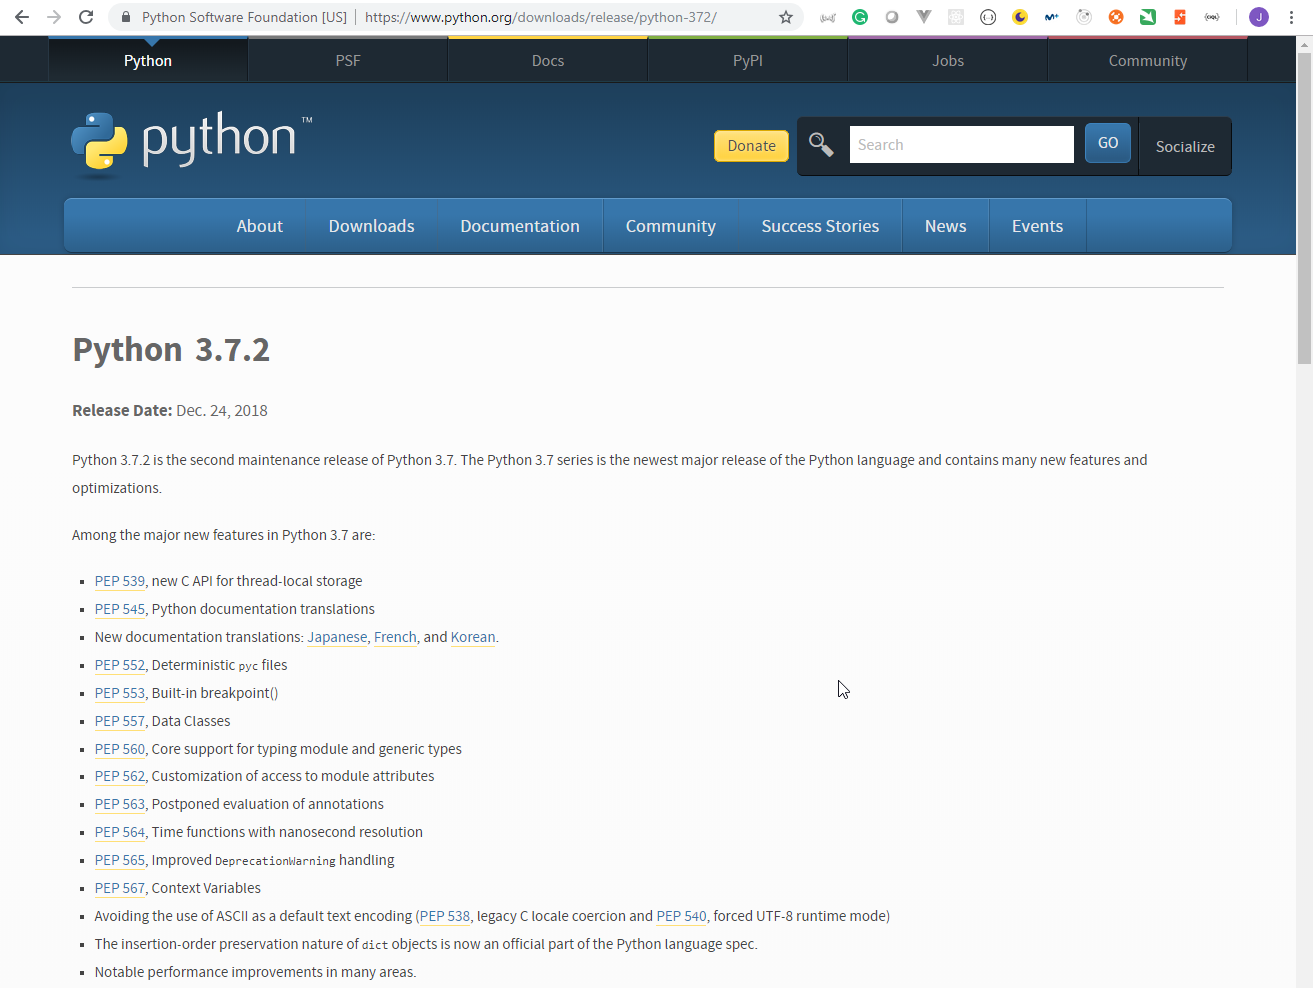 Python Software Foundation [US] | https://www.python.org/downloads/release/python-372/
Python PSF Docs PyPI Jobs Community
python™
Donate Search GO Socialize
About Downloads Documentation Community Success Stories News Events
Python 3.7.2
Release Date: Dec. 24, 2018
Python 3.7.2 is the second maintenance release of Python 3.7. The Python 3.7 series is the newest major release of the Python language and contains many new features and
optimizations.
Among the major new features in Python 3.7 are:
PEP 539, new C API for thread-local storage
PEP 545, Python documentation translations
New documentation translations: Japanese, French, and Korean.
PEP 552, Deterministic pyc files
PEP 553, Built-in breakpoint()
PEP 557, Data Classes
PEP 560, Core support for typing module and generic types
PEP 562, Customization of access to module attributes
PEP 563, Postponed evaluation of annotations
PEP 564, Time functions with nanosecond resolution
PEP 565, Improved DeprecationWarning handling
PEP 567, Context Variables
Avoiding the use of ASCII as a default text encoding (PEP 538, legacy C locale coercion and PEP 540, forced UTF-8 runtime mode)
The insertion-order preservation nature of dict objects is now an official part of the Python language spec.
Notable performance improvements in many areas.